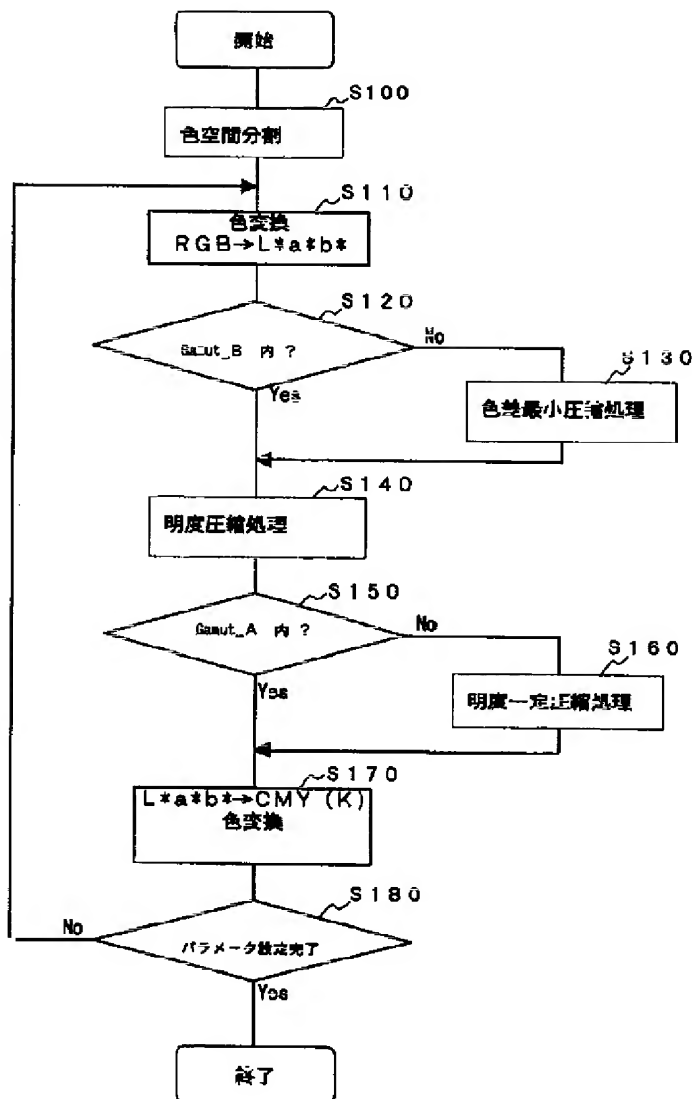 開始
S100
色空間分割
S110
色変換
RGB→L*a*b*
S120
Gamut_B 内 ?
No
Yes
S130
色差最小圧縮処理
S140
明度圧縮処理
S150
Gamut_A 内 ?
No
Yes
S160
明度一定圧縮処理
S170
L*a*b*→CMY (K)
色変換
S180
No
パラメータ設定完了
Yes
終了